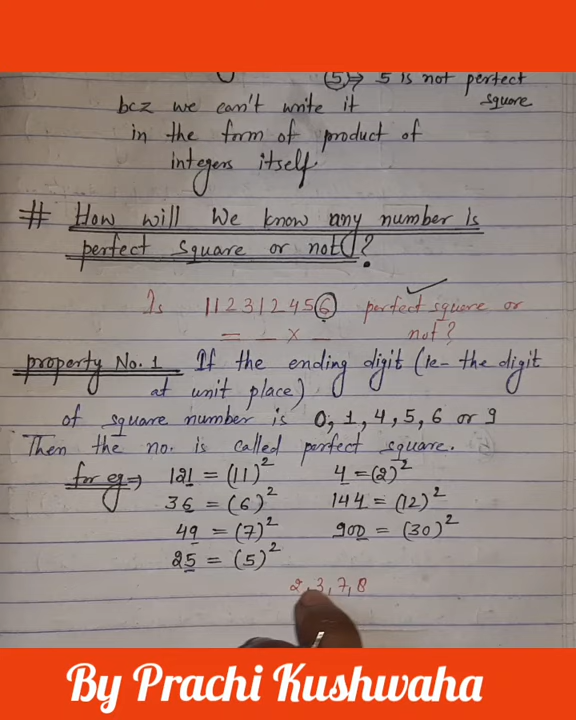 (5) ⇒ 5 is not perfect
square
bcz we can't write it
in the form of product of
integers itself.
# How will We know any number is
perfect square or not?
Is 1123124556 perfect square or
not?
property No. 1 If the ending digit (ie- the digit
at unit place)
of square number is 0, 1, 4, 5, 6 or 9
Then the no. is called perfect square.
for eg → 121 = (11)² 4 = (2)²
36 = (6)² 144 = (12)²
49 = (7)² 900 = (30)²
25 = (5)²
2, 3, 7, 8
By Prachi Kushwaha